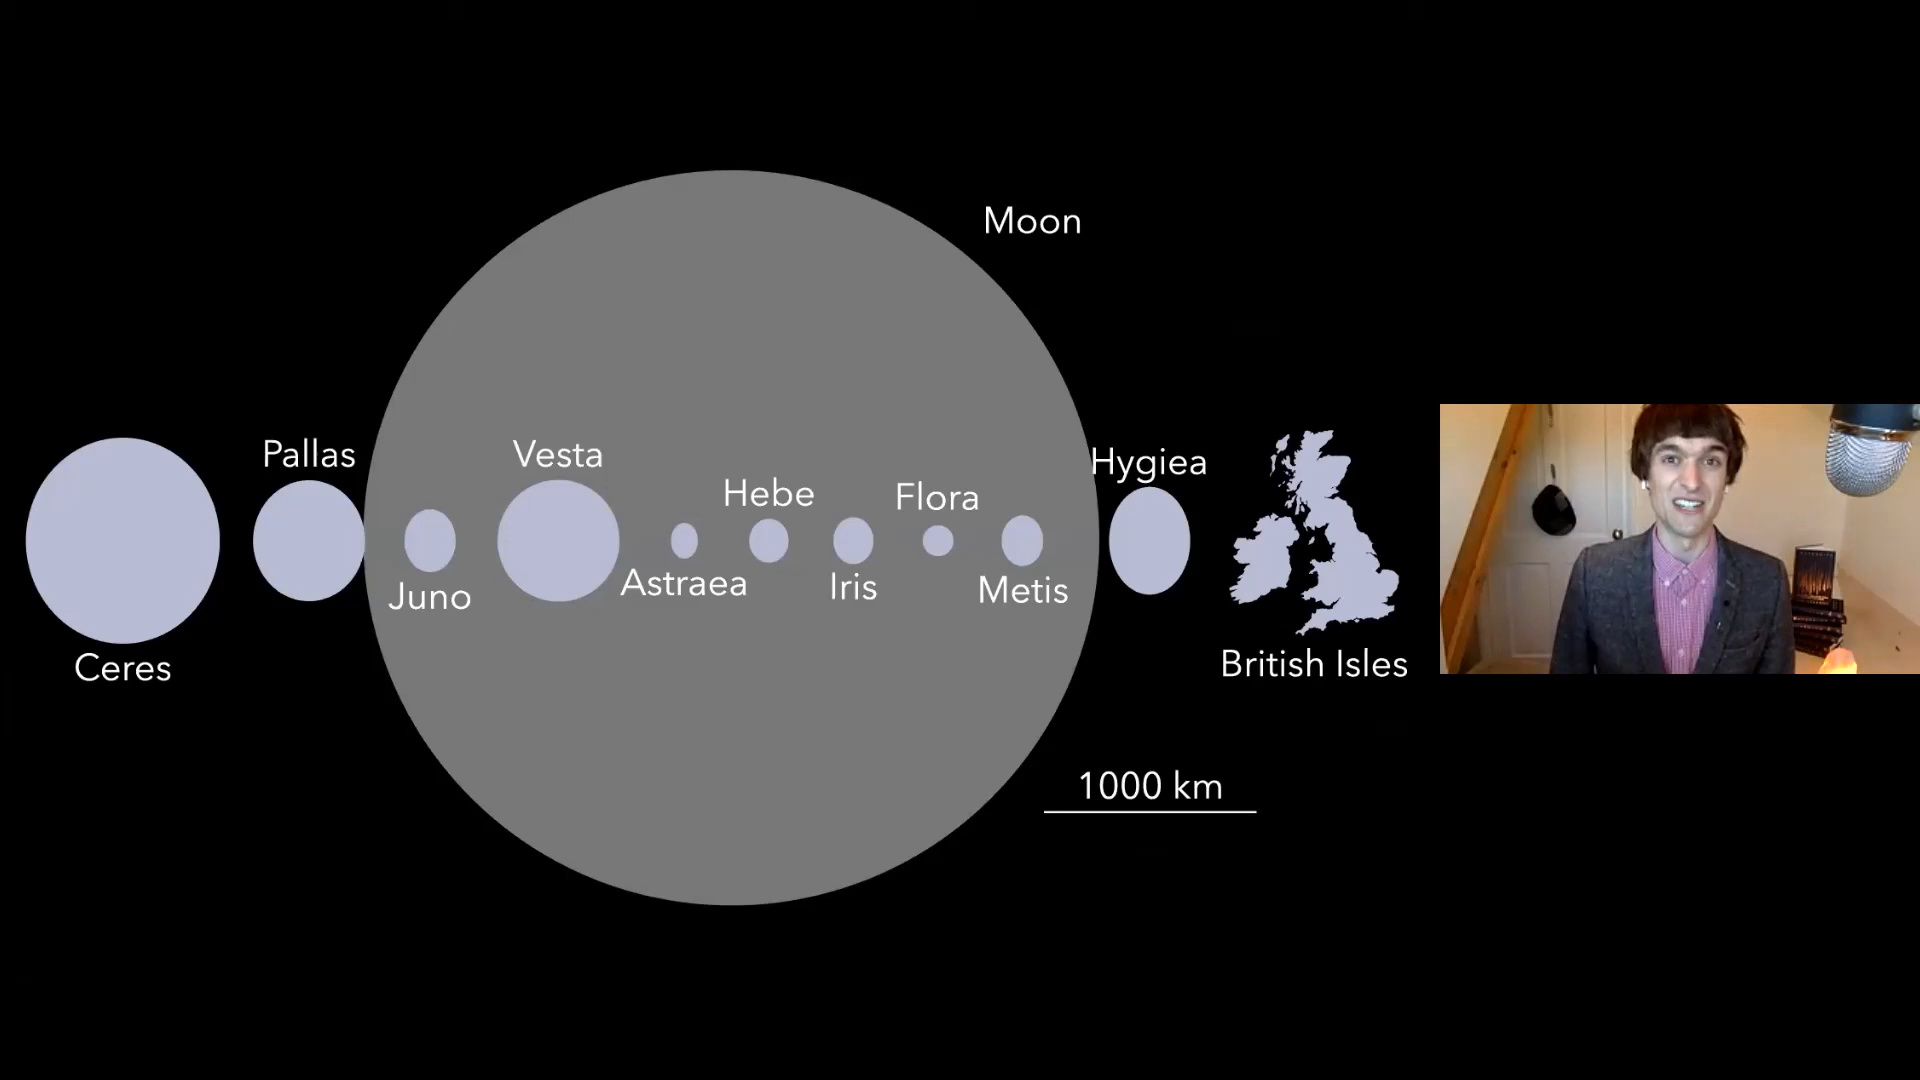 Moon
Pallas
Vesta
Hygiea
Hebe
Flora
Astraea
Iris
Metis
Juno
Ceres
British Isles
1000 km